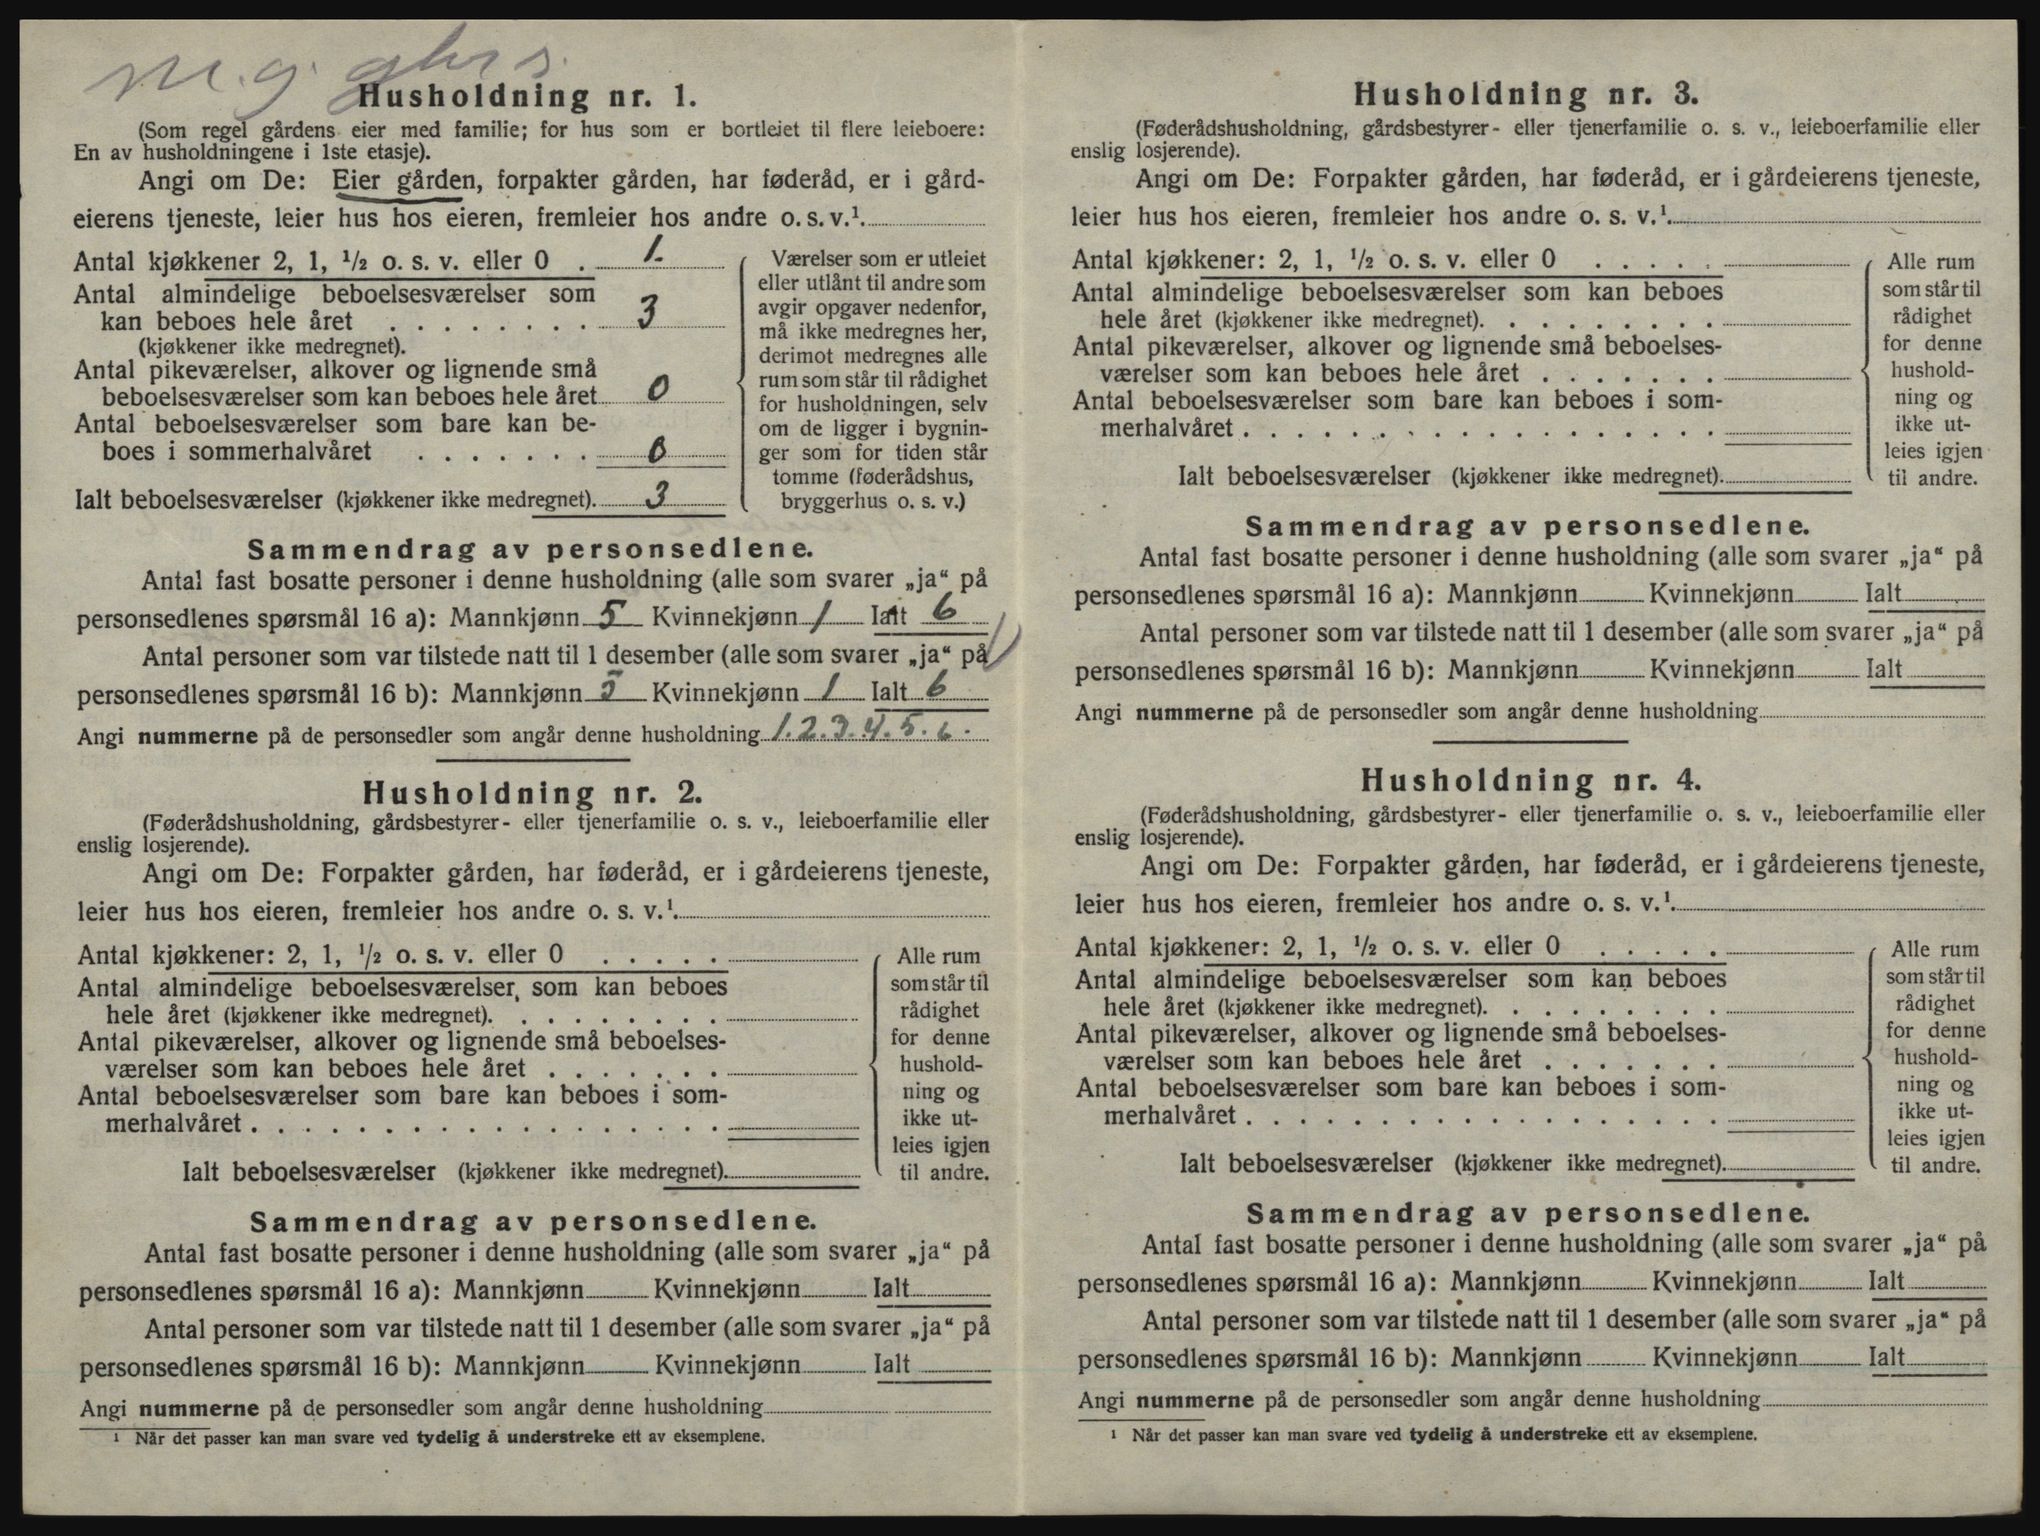 Husholdning nr. 1.
(Som regel gårdens eier med familie; for hus som er bortleiet til flere leieboere:
En av husholdningene i 1ste etasje).
Angi om De: Eier gården, forpakter gården, har føderåd, er i gård-
eierens tjeneste, leier hus hos eieren, fremleier hos andre o. s. v.¹.
Antal kjøkkener 2, 1, ½ o. s. v. eller 0 . 1.
Antal almindelige beboelsesværelser som
kan beboes hele året . . . . . . . . 3
(kjøkkener ikke medregnet).
Antal pikeværelser, alkover og lignende små
beboelsesværelser som kan beboes hele året 0
Antal beboelsesværelser som bare kan be-
boes i sommerhalvåret . . . . . . . 0
Ialt beboelsesværelser (kjøkkener ikke medregnet). 3
Værelser som er utleiet
eller utlånt til andre som
avgir opgaver nedenfor,
må ikke medregnes her,
derimot medregnes alle
rum som står til rådighet
for husholdningen, selv
om de ligger i bygnin-
ger som for tiden står
tomme (føderådshus,
bryggerhus o. s. v.)
Sammendrag av personsedlene.
Antal fast bosatte personer i denne husholdning (alle som svarer „ja“ på
personsedlenes spørsmål 16 a): Mannkjønn 5 Kvinnekjønn 1 Ialt 6
Antal personer som var tilstede natt til 1 desember (alle som svarer „ja“ på
personsedlenes spørsmål 16 b): Mannkjønn 5 Kvinnekjønn 1 Ialt 6
Angi nummerne på de personsedler som angår denne husholdning 1.2.3.4.5.6.
Husholdning nr. 2.
(Føderådshusholdning, gårdsbestyrer- eller tjenerfamilie o. s. v., leieboerfamilie eller
enslig losjerende).
Angi om De: Forpakter gården, har føderåd, er i gårdeierens tjeneste,
leier hus hos eieren, fremleier hos andre o. s. v.¹.
Antal kjøkkener: 2, 1, ½ o. s. v. eller 0 . . . . .
Antal almindelige beboelsesværelser som kan beboes
hele året (kjøkkener ikke medregnet). . . . . . . . .
Antal pikeværelser, alkover og lignende små beboelses-
værelser som kan beboes hele året . . . . . . .
Antal beboelsesværelser som bare kan beboes i som-
merhalvåret . . . . . . . . . . . . . . . . . .
Ialt beboelsesværelser (kjøkkener ikke medregnet).
Alle rum
som står til
rådighet
for denne
hushold-
ning og
ikke ut-
leies igjen
til andre.
Sammendrag av personsedlene.
Antal fast bosatte personer i denne husholdning (alle som svarer „ja“ på
personsedlenes spørsmål 16 a): Mannkjønn Kvinnekjønn Ialt
Antal personer som var tilstede natt til 1 desember (alle som svarer „ja“ på
personsedlenes spørsmål 16 b): Mannkjønn Kvinnekjønn Ialt
Angi nummerne på de personsedler som angår denne husholdning
¹ Når det passer kan man svare ved tydelig å understreke ett av eksemplene.
Husholdning nr. 3.
(Føderådshusholdning, gårdsbestyrer- eller tjenerfamilie o. s. v., leieboerfamilie eller
enslig losjerende).
Angi om De: Forpakter gården, har føderåd, er i gårdeierens tjeneste,
leier hus hos eieren, fremleier hos andre o. s. v.¹.
Antal kjøkkener: 2, 1, ½ o. s. v. eller 0 . . . . .
Antal almindelige beboelsesværelser som kan beboes
hele året (kjøkkener ikke medregnet). . . . . . . . .
Antal pikeværelser, alkover og lignende små beboelses-
værelser som kan beboes hele året . . . . . . .
Antal beboelsesværelser som bare kan beboes i som-
merhalvåret . . . . . . . . . . . . . . . . . .
Ialt beboelsesværelser (kjøkkener ikke medregnet).
Alle rum
som står til
rådighet
for denne
hushold-
ning og
ikke ut-
leies igjen
til andre.
Sammendrag av personsedlene.
Antal fast bosatte personer i denne husholdning (alle som svarer „ja“ på
personsedlenes spørsmål 16 a): Mannkjønn Kvinnekjønn Ialt
Antal personer som var tilstede natt til 1 desember (alle som svarer „ja“ på
personsedlenes spørsmål 16 b): Mannkjønn Kvinnekjønn Ialt
Angi nummerne på de personsedler som angår denne husholdning
Husholdning nr. 4.
(Føderådshusholdning, gårdsbestyrer- eller tjenerfamilie o. s. v., leieboerfamilie eller
enslig losjerende).
Angi om De: Forpakter gården, har føderåd, er i gårdeierens tjeneste,
leier hus hos eieren, fremleier hos andre o. s. v.¹.
Antal kjøkkener: 2, 1, ½ o. s. v. eller 0 . . . . .
Antal almindelige beboelsesværelser som kan beboes
hele året (kjøkkener ikke medregnet). . . . . . . . .
Antal pikeværelser, alkover og lignende små beboelses-
værelser som kan beboes hele året . . . . . . .
Antal beboelsesværelser som bare kan beboes i som-
merhalvåret . . . . . . . . . . . . . . . . . .
Ialt beboelsesværelser (kjøkkener ikke medregnet).
Alle rum
som står til
rådighet
for denne
hushold-
ning og
ikke ut-
leies igjen
til andre.
Sammendrag av personsedlene.
Antal fast bosatte personer i denne husholdning (alle som svarer „ja“ på
personsedlenes spørsmål 16 a): Mannkjønn Kvinnekjønn Ialt
Antal personer som var tilstede natt til 1 desember (alle som svarer „ja“ på
personsedlenes spørsmål 16 b): Mannkjønn Kvinnekjønn Ialt
Angi nummerne på de personsedler som angår denne husholdning
¹ Når det passer kan man svare ved tydelig å understreke ett av eksemplene.